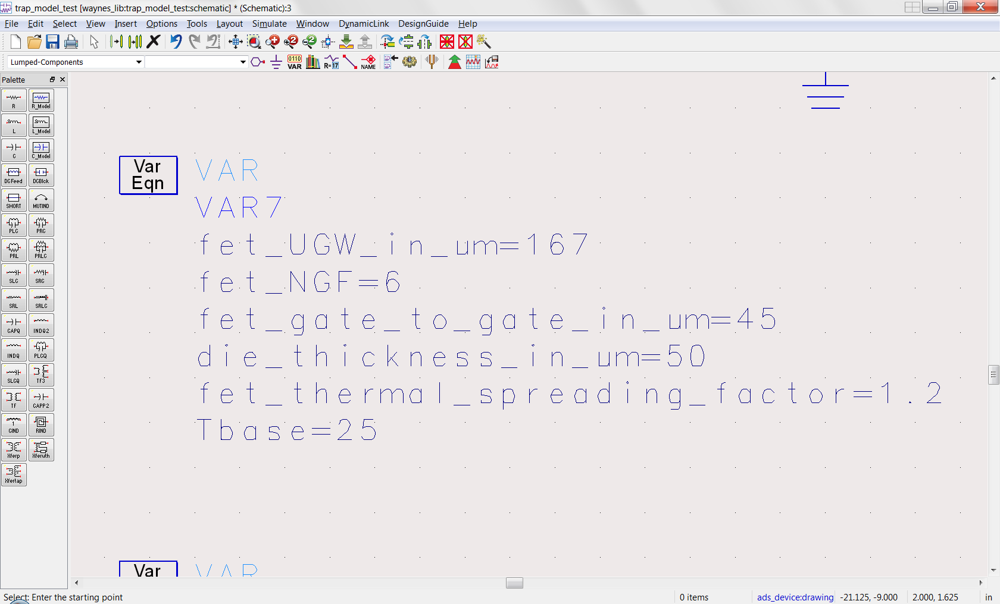 trap_model_test [waynes_lib:trap_model_test:schematic] * (Schematic):3
File Edit Select View Insert Options Tools Layout Simulate Window DynamicLink DesignGuide Help
Lumped-Components
0110
VAR
R=17
NAME
Palette
R R_Model
L L_Model
C C_Model
DCFeed DCBlck
SHORT MUTIND
PLC PRC
PRL PRLC
SLC SRC
SRL SRLC
CAPQ INDQ2
INDQ PLCQ
SLCQ TF3
TF CAPP2
CIND RIND
Xferp Xferuth
Xfertap
Var
Eqn
VAR
VAR7
fet_UGW_in_um=167
fet_NGF=6
fet_gate_to_gate_in_um=45
die_thickness_in_um=50
fet_thermal_spreading_factor=1.2
Tbase=25
Var
VAR
Select: Enter the starting point
0 items
ads_device:drawing
-21.125, -9.000
2.000, 1.625
in